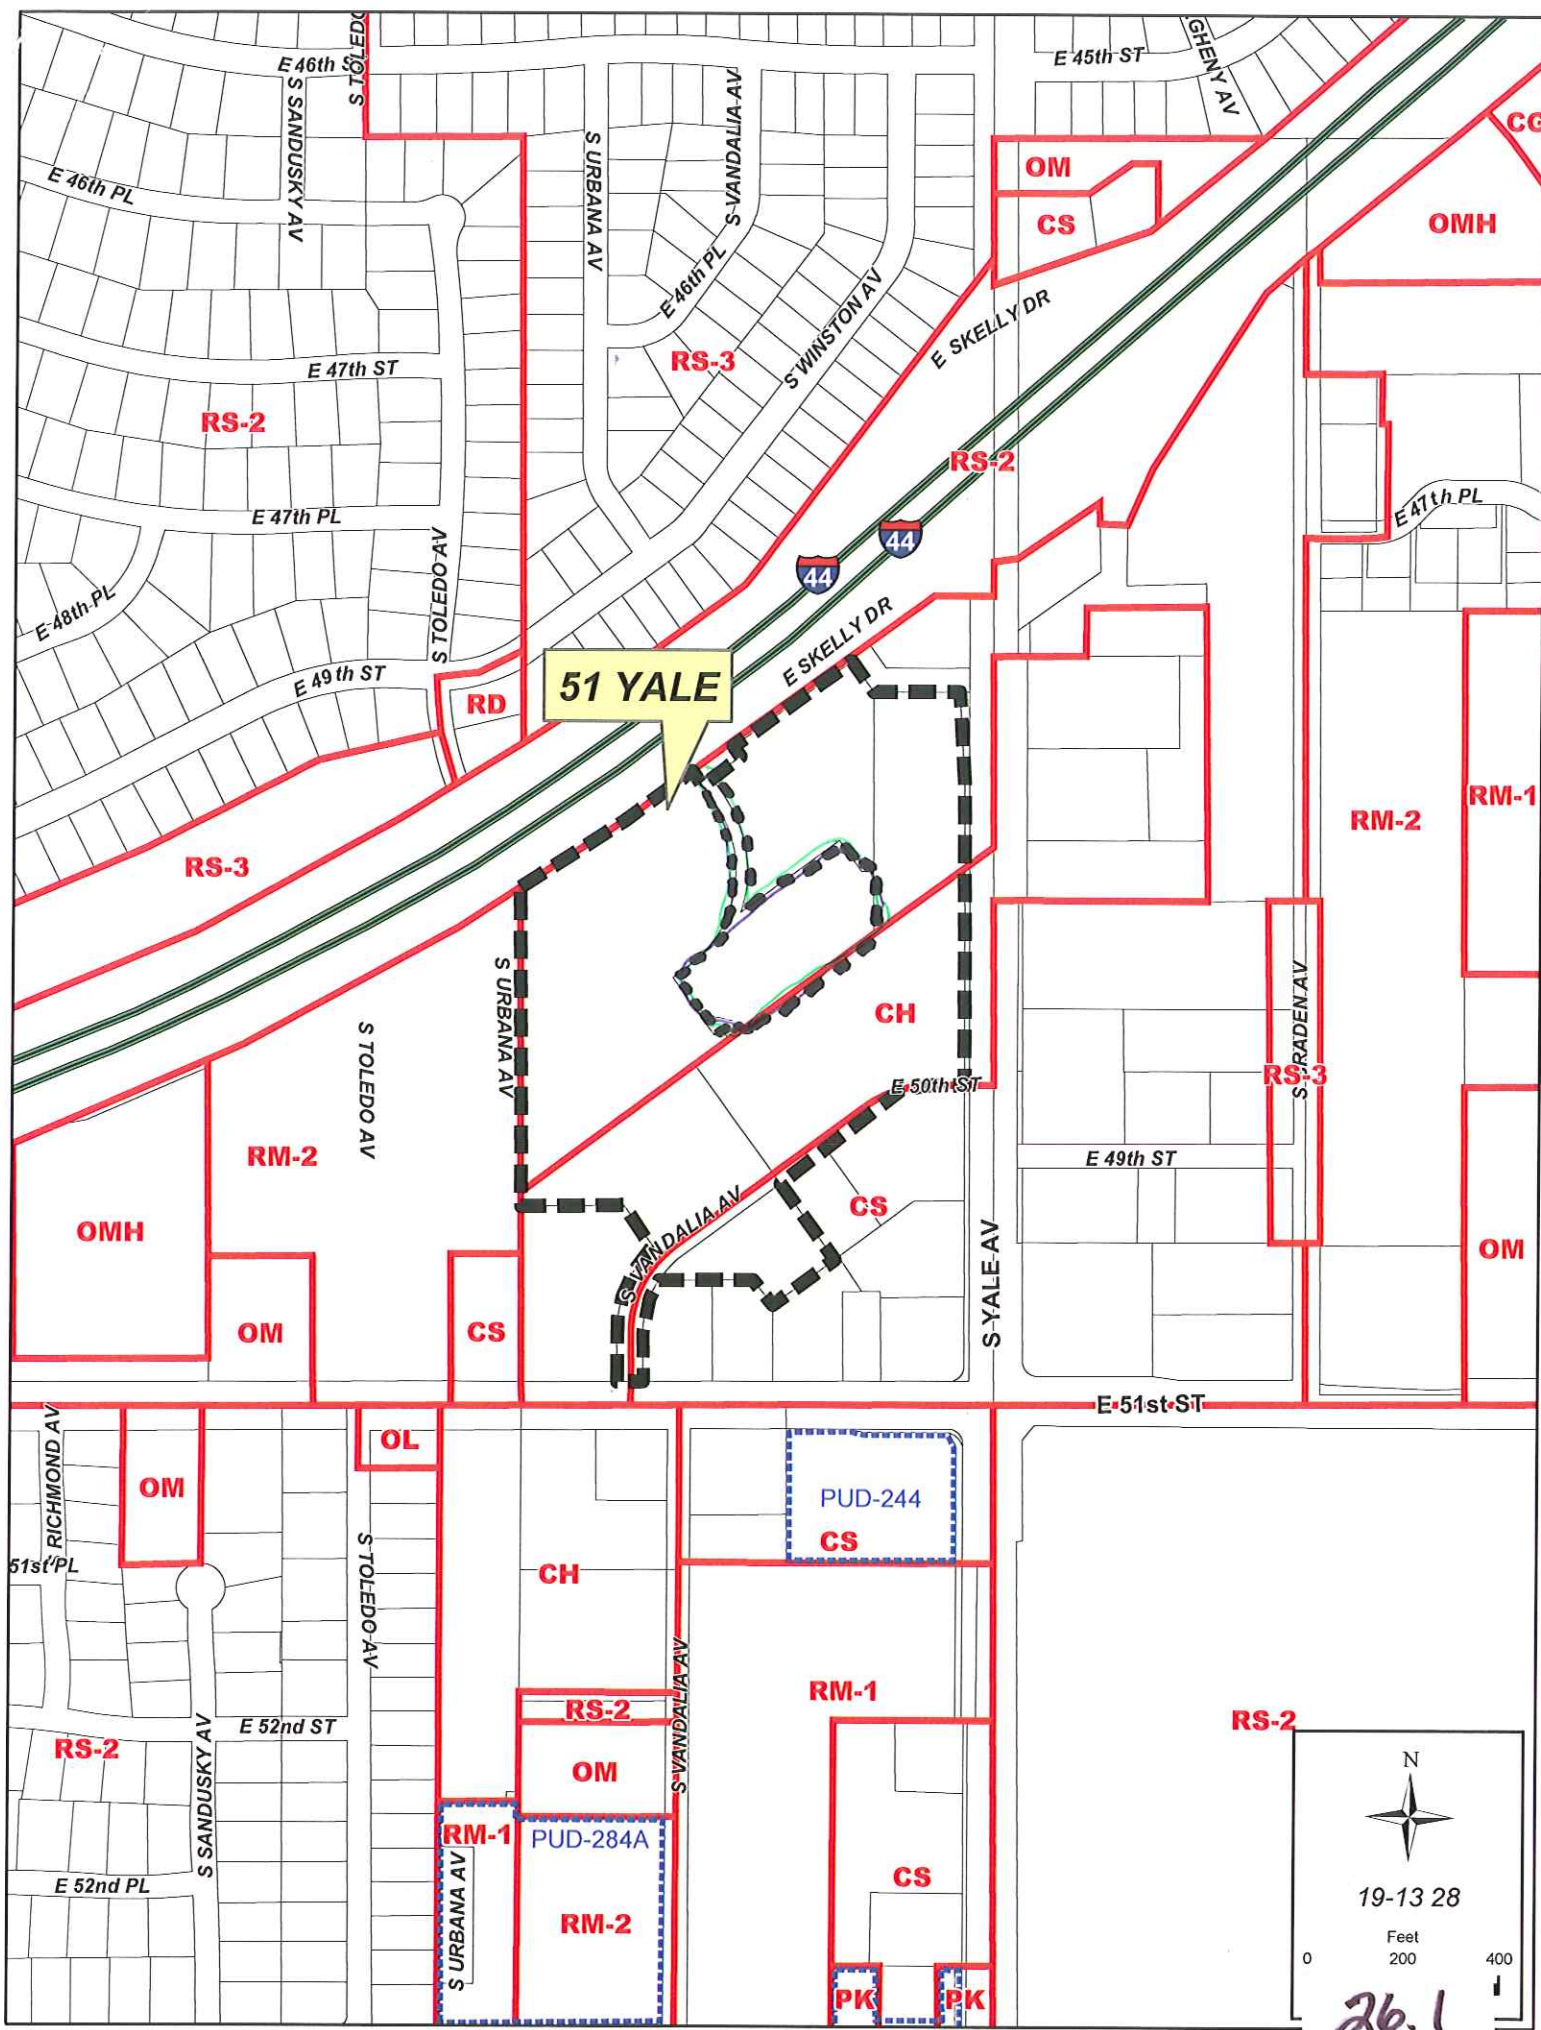 E 46th S
S TOLEDO
S SANDUSKY AV
S URBANA AV
S VANDALIA AV
E 45th ST
GHENY AV
CG
E 46th PL
OM
CS
OMH
E 46th PL
S WINSTON AV
E SKELLY DR
E 47th ST
RS-3
RS-2
RS-2
E 47th PL
E 47th PL
44
44
S TOLEDO AV
E 48th PL
E SKELLY DR
E 49th ST
51 YALE
RD
RM-1
RM-2
RS-3
S URBANA AV
CH
S TOLEDO AV
S BRADEN AV
RS-3
E 50th ST
RM-2
E 49th ST
OMH
S VANDALIA AV
CS
S YALE AV
OM
OM
CS
E 51st ST
S RICHMOND AV
OL
OM
PUD-244
CS
51st PL
S TOLEDO AV
CH
S VANDALIA AV
RM-1
RS-2
RS-2
E 52nd ST
RS-2
S SANDUSKY AV
OM
RM-1
PUD-284A
E 52nd PL
S URBANA AV
RM-2
CS
PK
PK
N
19-13 28
Feet
0 200 400
26.1